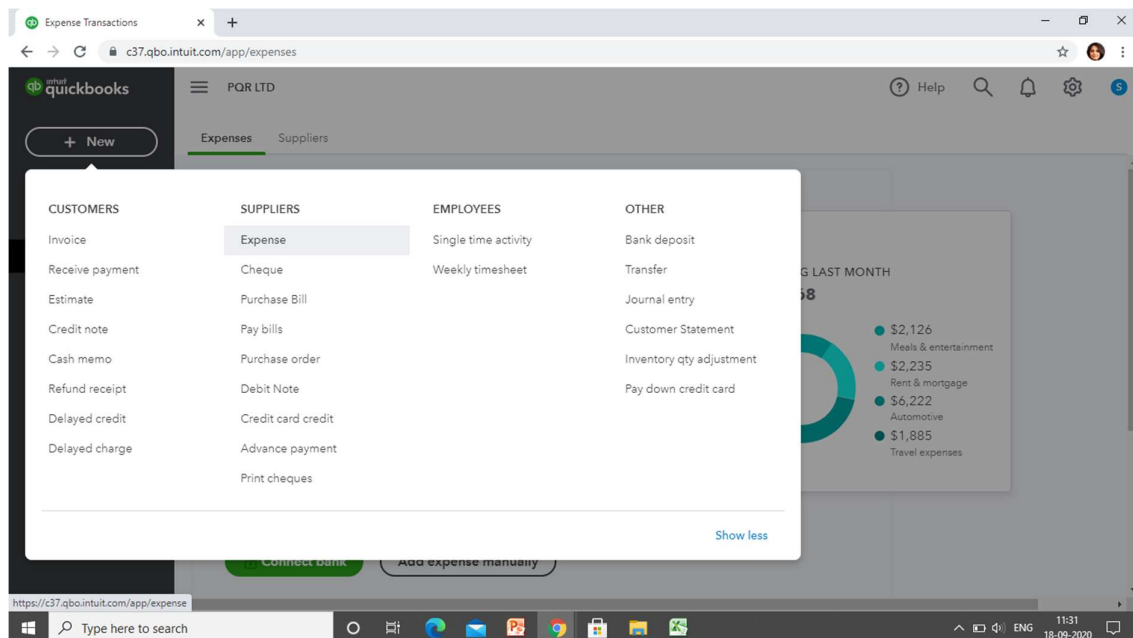 Expense Transactions
c37.qbo.intuit.com/app/expenses
intuit
quickbooks
PQR LTD
Help
S
+ New
Expenses
Suppliers
CUSTOMERS
Invoice
Receive payment
Estimate
Credit note
Cash memo
Refund receipt
Delayed credit
Delayed charge
SUPPLIERS
Expense
Cheque
Purchase Bill
Pay bills
Purchase order
Debit Note
Credit card credit
Advance payment
Print cheques
EMPLOYEES
Single time activity
Weekly timesheet
OTHER
Bank deposit
Transfer
Journal entry
Customer Statement
Inventory qty adjustment
Pay down credit card
Show less
G LAST MONTH
68
$2,126
Meals & entertainment
$2,235
Rent & mortgage
$6,222
Automotive
$1,885
Travel expenses
Connect bank
Add expense manually
https://c37.qbo.intuit.com/app/expense
Type here to search
ENG
11:31
18-09-2020